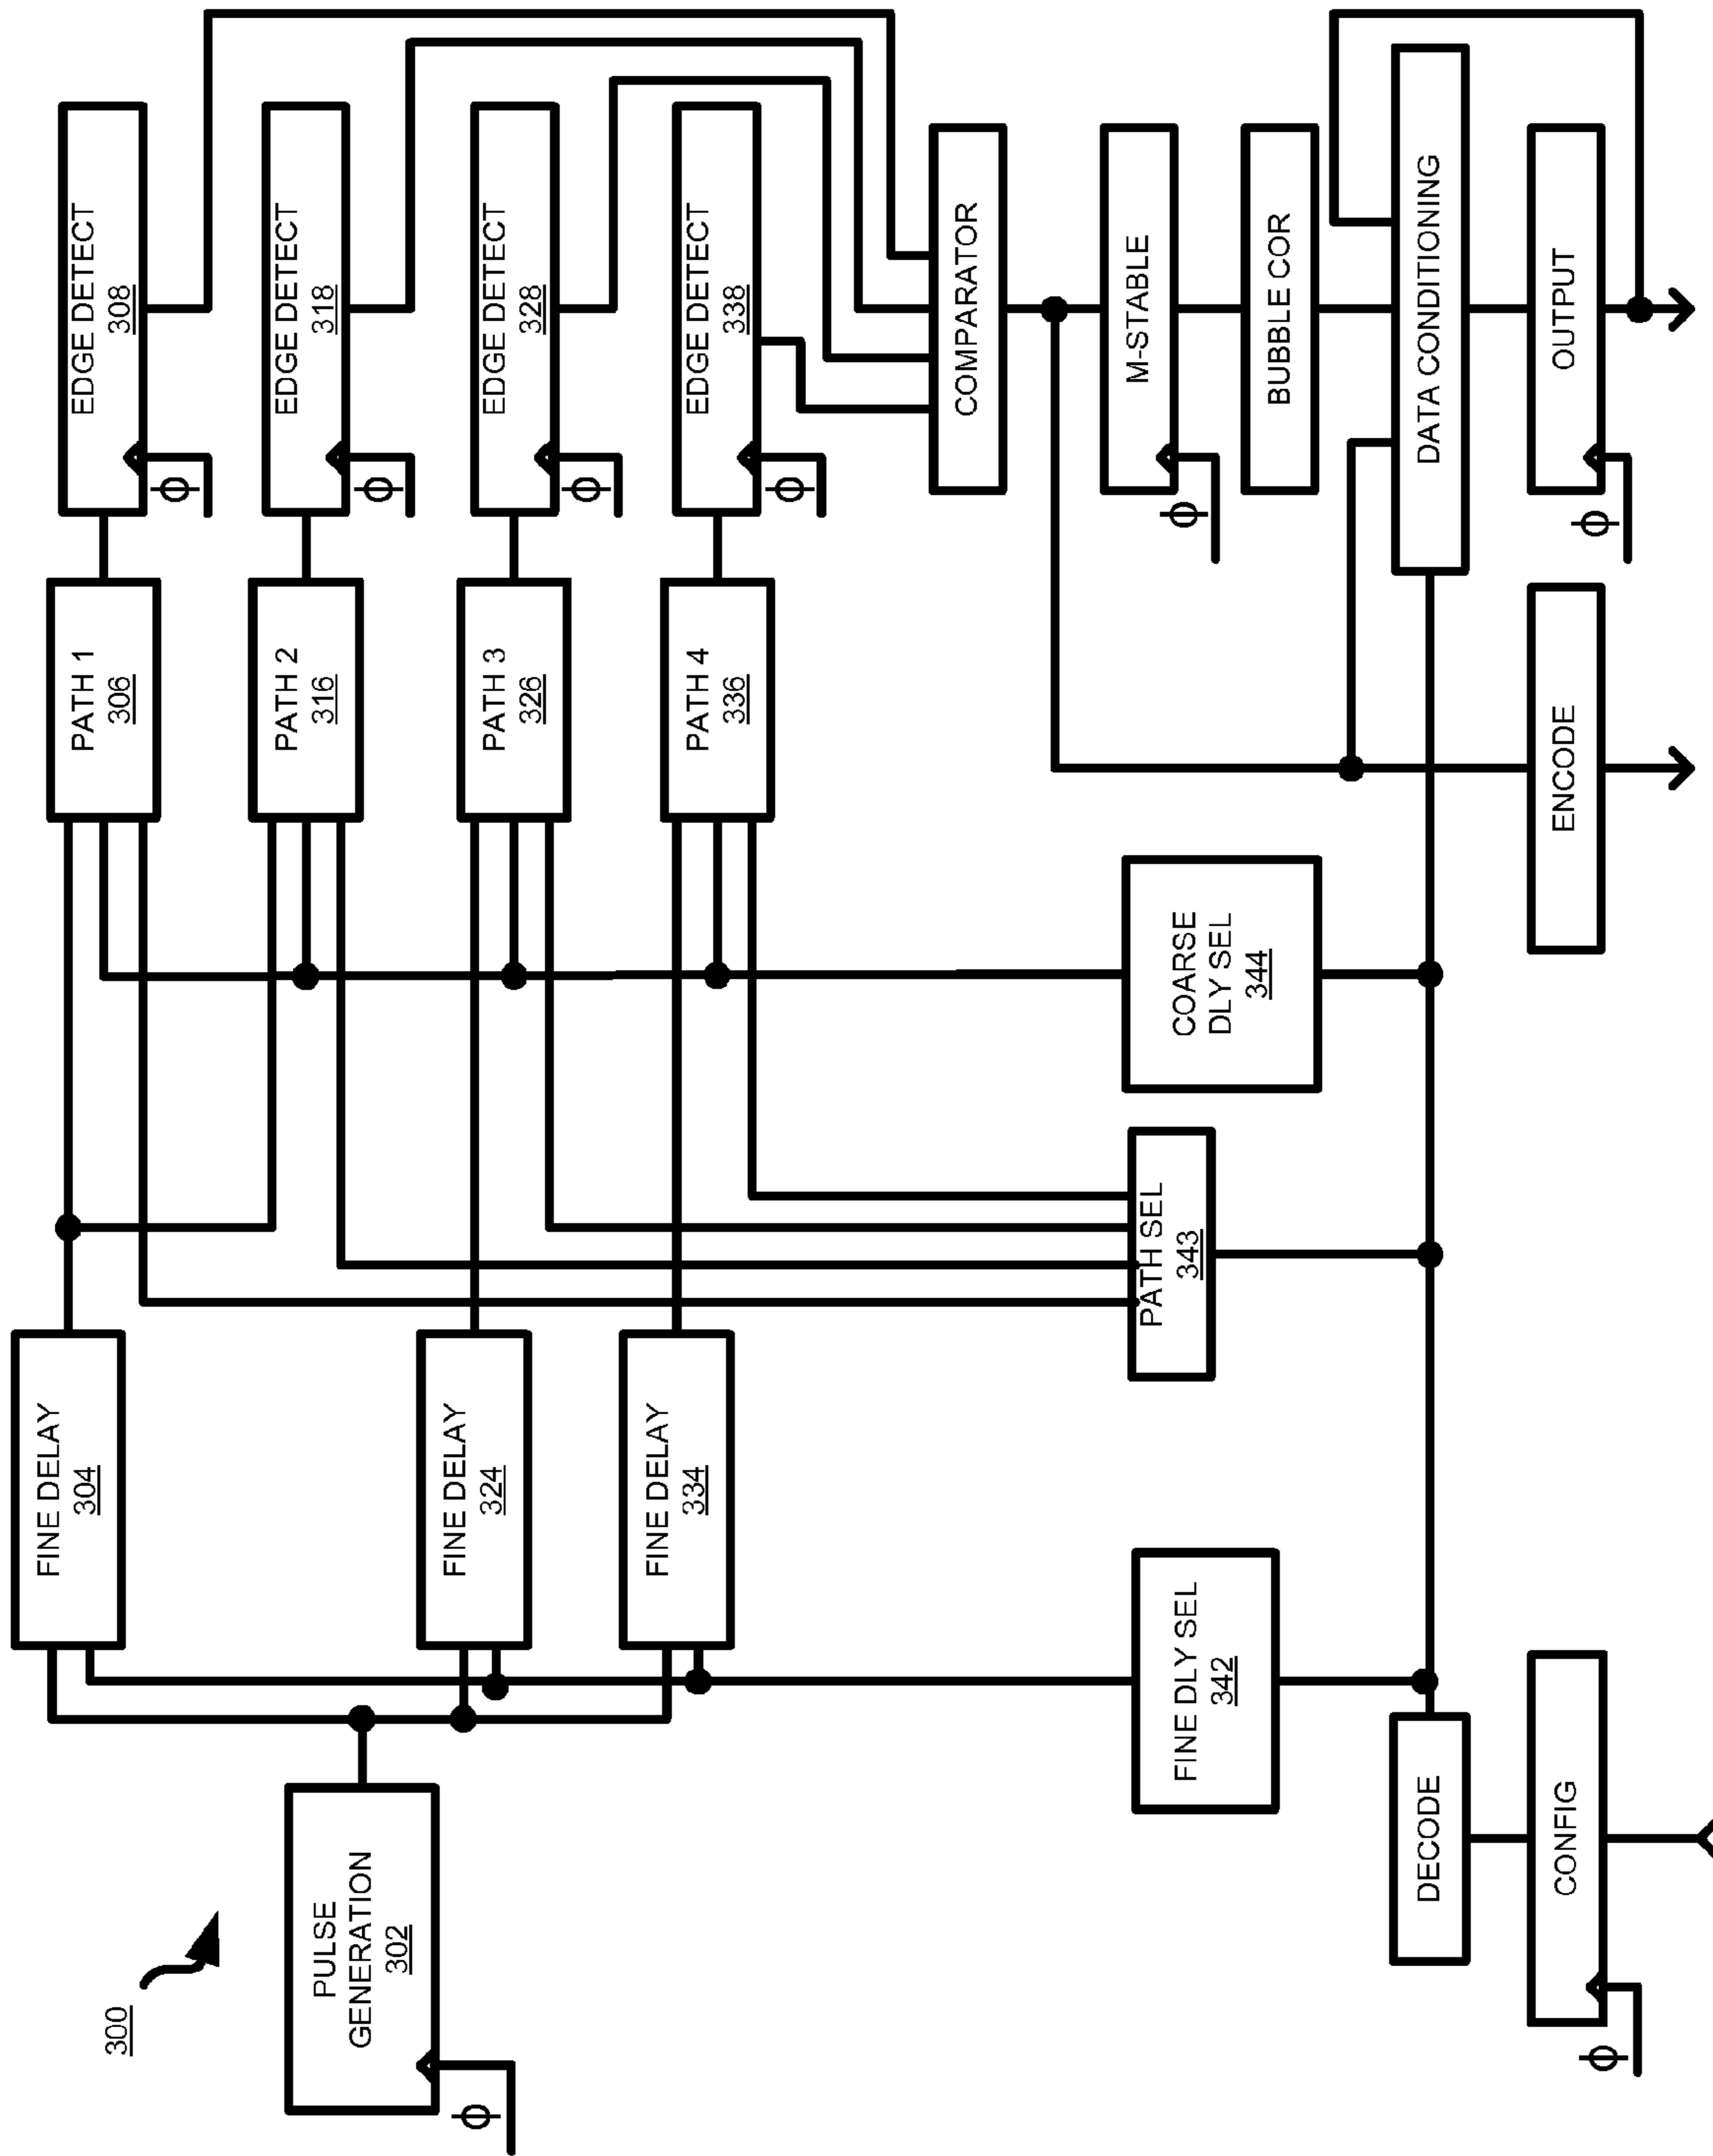 300
PULSE
GENERATION
302
ϕ
FINE DELAY
304
FINE DELAY
324
FINE DELAY
334
PATH 1
306
PATH 2
316
PATH 3
326
PATH 4
336
EDGE DETECT
308
ϕ
EDGE DETECT
318
ϕ
EDGE DETECT
328
ϕ
EDGE DETECT
338
ϕ
FINE DLY SEL
342
PATH SEL
343
COARSE
DLY SEL
344
COMPARATOR
M-STABLE
ϕ
BUBBLE COR
DATA CONDITIONING
DECODE
CONFIG
ϕ
ENCODE
OUTPUT
ϕ